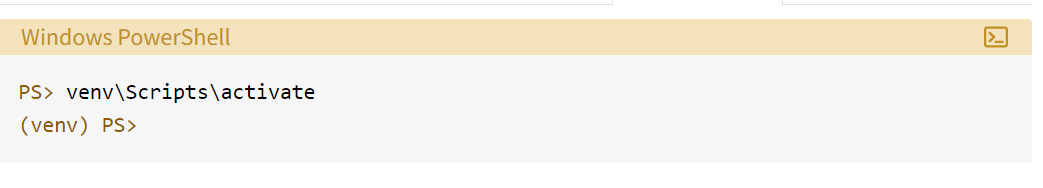 Windows PowerShell
PS> venv\Scripts\activate
(venv) PS>